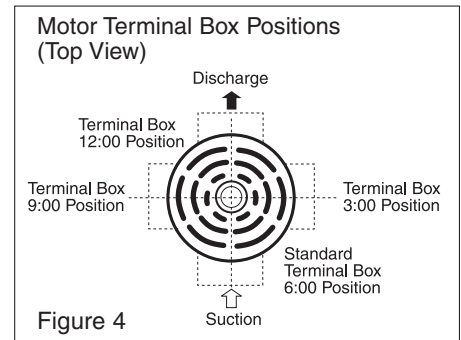 Motor Terminal Box Positions
(Top View)
Discharge
Terminal Box
12:00 Position
Terminal Box
9:00 Position
Terminal Box
3:00 Position
Standard
Terminal Box
6:00 Position
Suction
Figure 4